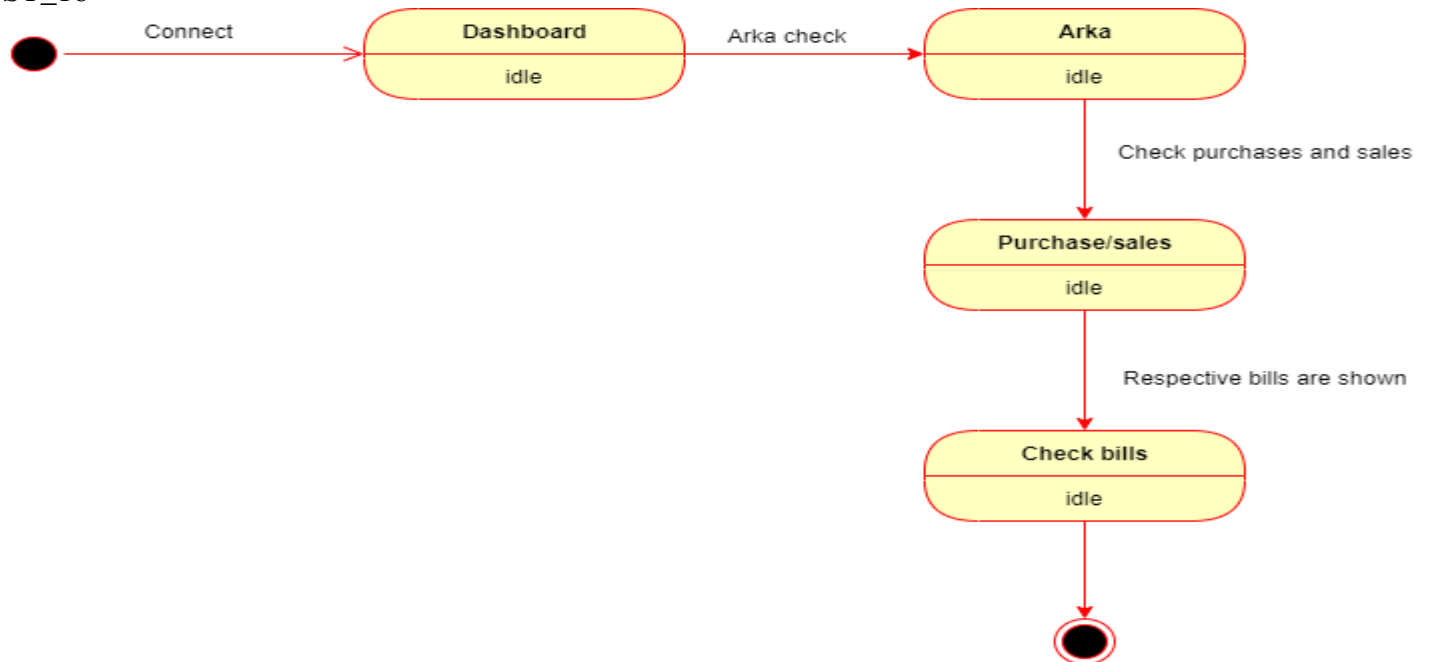 Connect
Dashboard
idle
Arka check
Arka
idle
Check purchases and sales
Purchase/sales
idle
Respective bills are shown
Check bills
idle